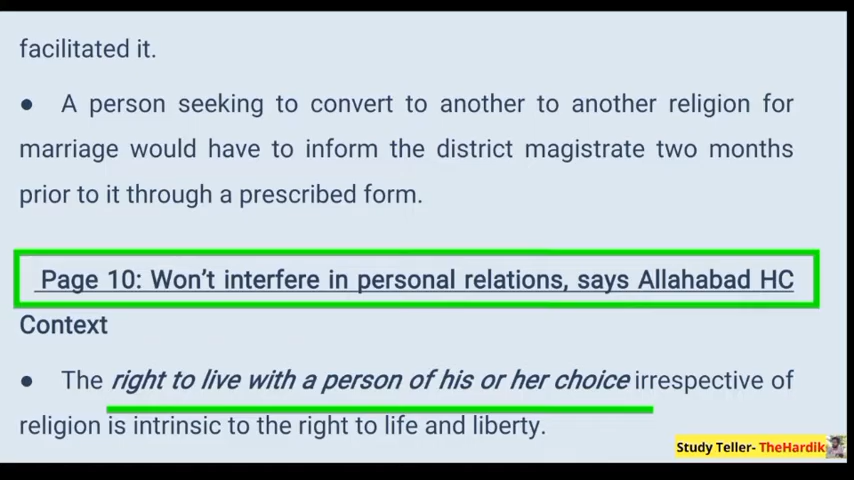 facilitated it.
● A person seeking to convert to another to another religion for
marriage would have to inform the district magistrate two months
prior to it through a prescribed form.
Page 10: Won't interfere in personal relations, says Allahabad HC
Context
● The right to live with a person of his or her choice irrespective of
religion is intrinsic to the right to life and liberty.
Study Teller- TheHardik